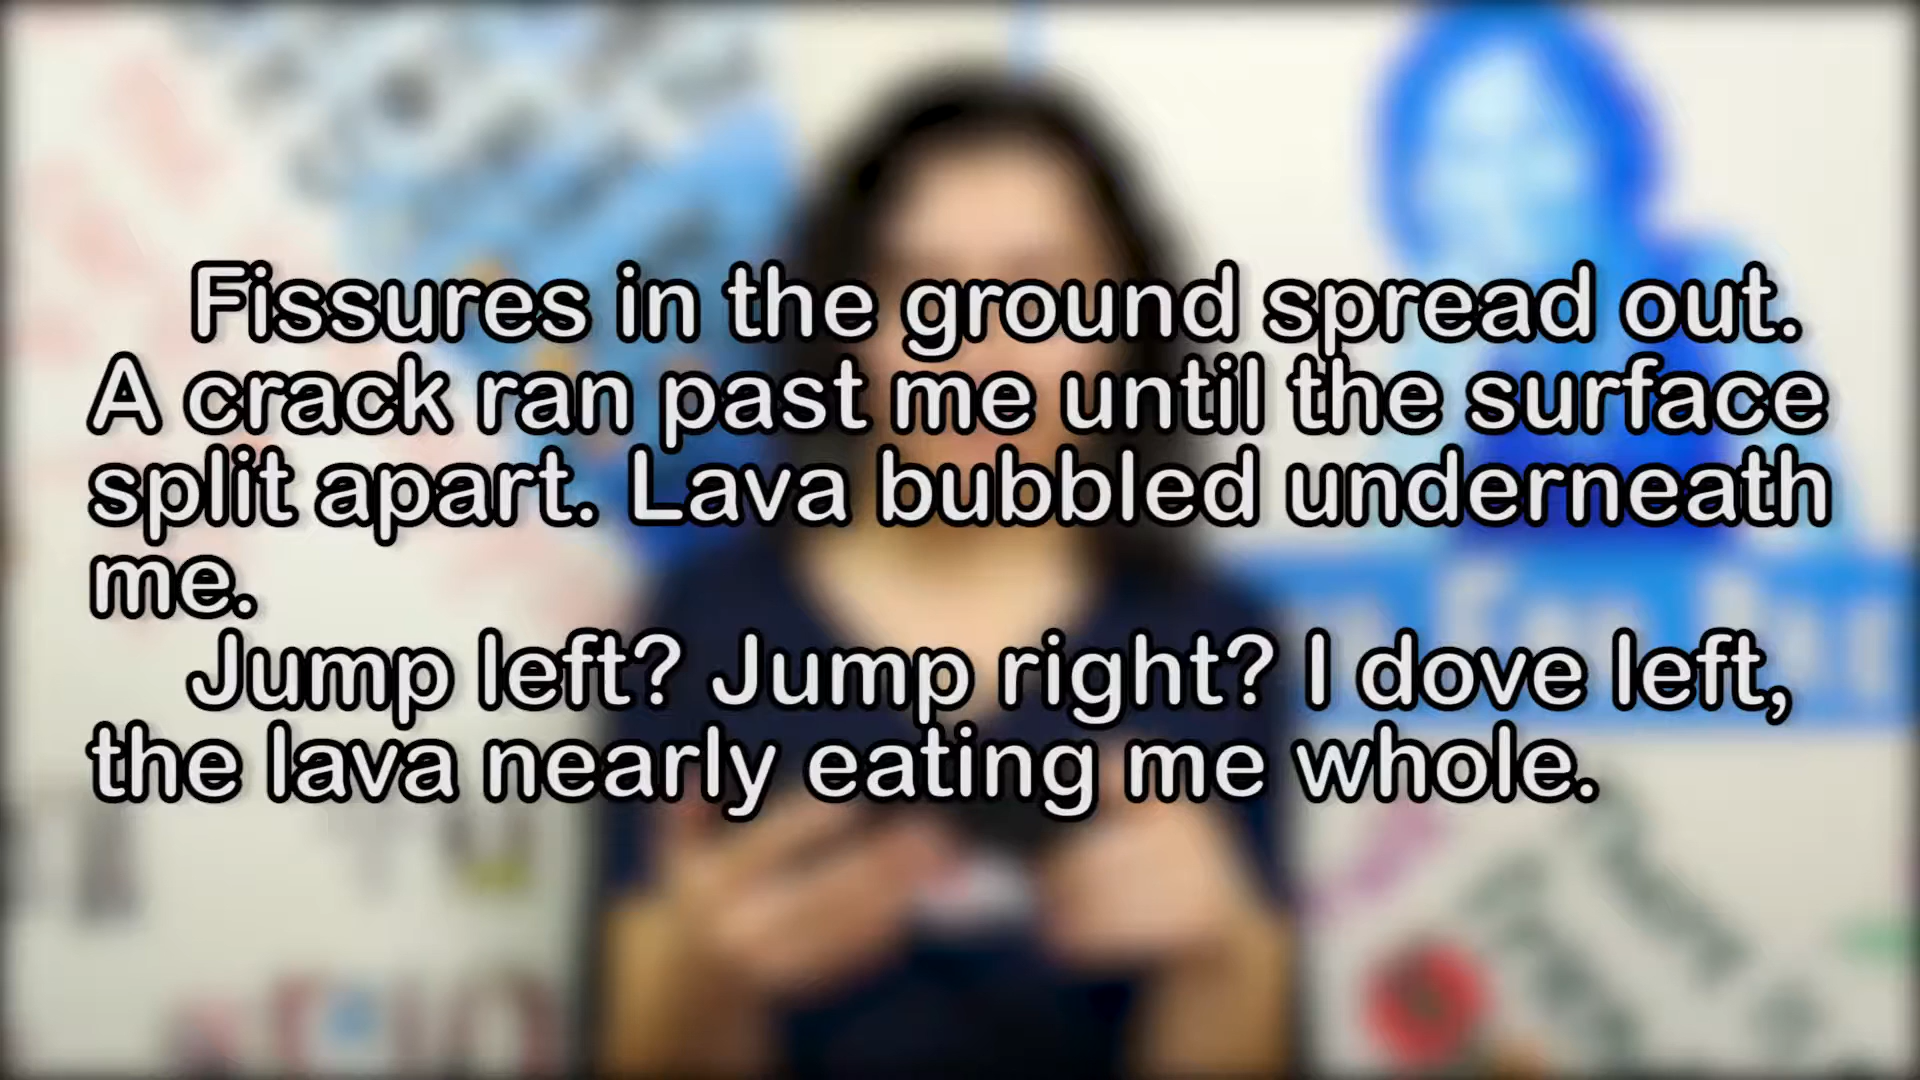 Fissures in the ground spread out.
A crack ran past me until the surface
split apart. Lava bubbled underneath
me.
Jump left? Jump right? I dove left,
the lava nearly eating me whole.